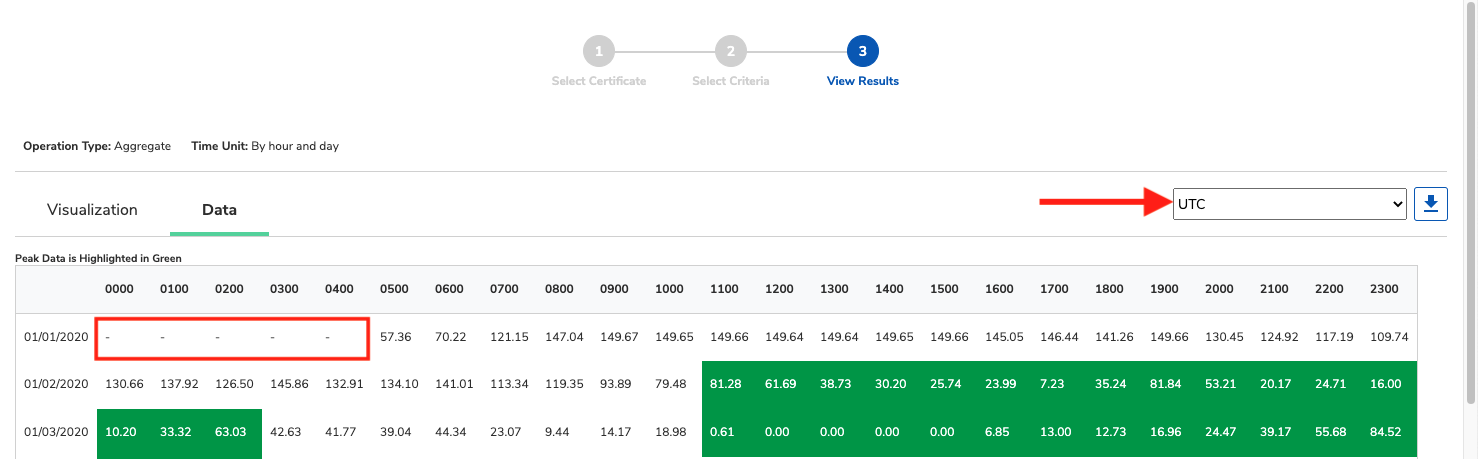 1 2 3
Select Certificate Select Criteria View Results
Operation Type: Aggregate Time Unit: By hour and day
Visualization Data UTC
Peak Data is Highlighted in Green
0000 0100 0200 0300 0400 0500 0600 0700 0800 0900 1000 1100 1200 1300 1400 1500 1600 1700 1800 1900 2000 2100 2200 2300
01/01/2020 - - - - - 57.36 70.22 121.15 147.04 149.67 149.65 149.66 149.64 149.64 149.65 149.66 145.05 146.44 141.26 149.66 130.45 124.92 117.19 109.74
01/02/2020 130.66 137.92 126.50 145.86 132.91 134.10 141.01 113.34 119.35 93.89 79.48 81.28 61.69 38.73 30.20 25.74 23.99 7.23 35.24 81.84 53.21 20.17 24.71 16.00
01/03/2020 10.20 33.32 63.03 42.63 41.77 39.04 44.34 23.07 9.44 14.17 18.98 0.61 0.00 0.00 0.00 0.00 6.85 13.00 12.73 16.96 24.47 39.17 55.68 84.52